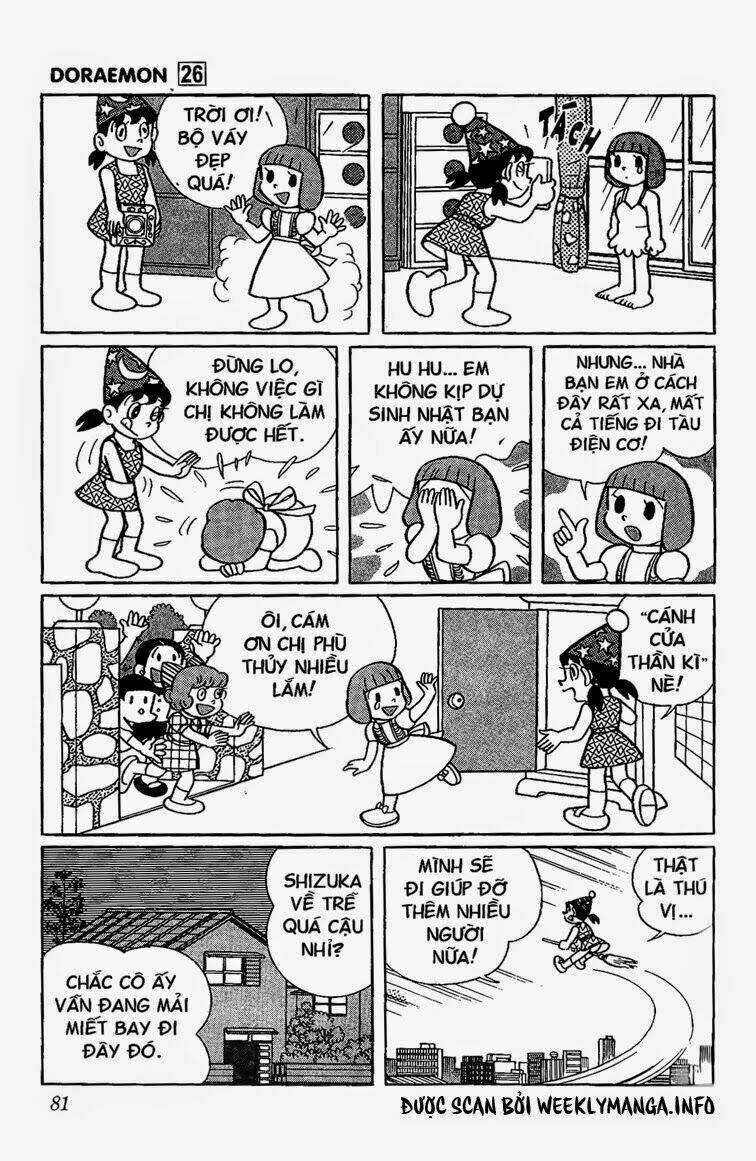 DORAEMON 26
TÁCH
TRỜI ƠI!
BỘ VÁY
ĐẸP
QUÁ!
NHƯNG... NHÀ
BẠN EM Ở CÁCH
ĐÂY RẤT XA, MẤT
CẢ TIẾNG ĐI TÀU
ĐIỆN CƠ!
HU HU... EM
KHÔNG KỊP DỰ
SINH NHẬT BẠN
ẤY NỮA!
ĐỪNG LO,
KHÔNG VIỆC GÌ
CHỊ KHÔNG LÀM
ĐƯỢC HẾT.
"CÁNH
CỬA
THẦN KÌ"
NÈ!
ÔI, CÁM
ƠN CHỊ PHÙ
THỦY NHIỀU
LẮM!
THẬT
LÀ THÚ
VỊ...
MÌNH SẼ
ĐI GIÚP ĐỠ
THÊM NHIỀU
NGƯỜI
NỮA!
SHIZUKA
VỀ TRỄ
QUÁ CẬU
NHỈ?
CHẮC CÔ ẤY
VẪN ĐANG MẢI
MIẾT BAY ĐI
ĐÂY ĐÓ.
81
ĐƯỢC SCAN BỞI WEEKLYMANGA.INFO